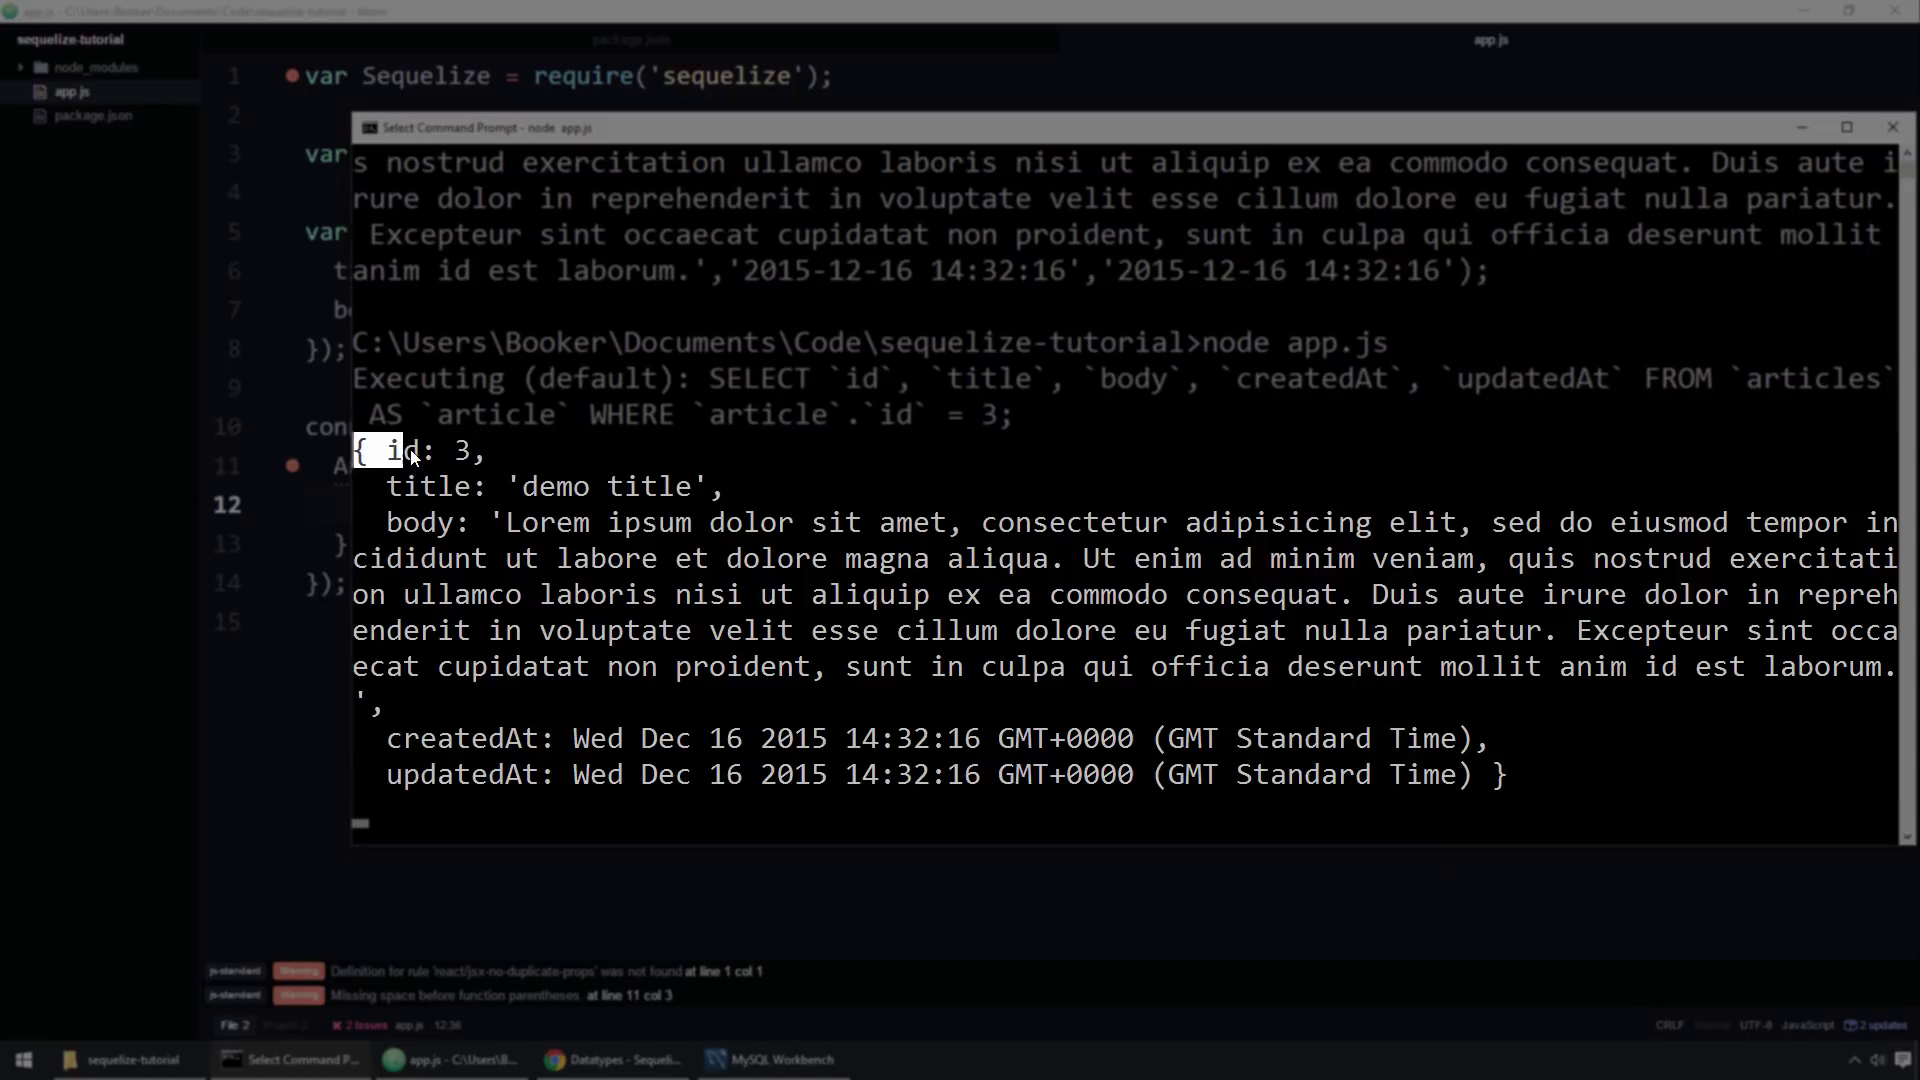 app.js - C:\Users\Booker\Documents\Code\sequelize-tutorial - Atom
sequelize-tutorial
node_modules
app.js
package.json
package.json
app.js
1 var Sequelize = require('sequelize');
2
3 var
4
5 var
6 t
7 bo
8 });
9
10 con
11 A
12
13 }
14 });
15
Select Command Prompt - node  app.js
s nostrud exercitation ullamco laboris nisi ut aliquip ex ea commodo consequat. Duis aute i
rure dolor in reprehenderit in voluptate velit esse cillum dolore eu fugiat nulla pariatur.
Excepteur sint occaecat cupidatat non proident, sunt in culpa qui officia deserunt mollit
anim id est laborum.','2015-12-16 14:32:16','2015-12-16 14:32:16');
C:\Users\Booker\Documents\Code\sequelize-tutorial>node app.js
Executing (default): SELECT `id`, `title`, `body`, `createdAt`, `updatedAt` FROM `articles`
AS `article` WHERE `article`.`id` = 3;
{ id: 3,
title: 'demo title',
body: 'Lorem ipsum dolor sit amet, consectetur adipisicing elit, sed do eiusmod tempor in
cididunt ut labore et dolore magna aliqua. Ut enim ad minim veniam, quis nostrud exercitati
on ullamco laboris nisi ut aliquip ex ea commodo consequat. Duis aute irure dolor in repreh
enderit in voluptate velit esse cillum dolore eu fugiat nulla pariatur. Excepteur sint occa
ecat cupidatat non proident, sunt in culpa qui officia deserunt mollit anim id est laborum.
',
createdAt: Wed Dec 16 2015 14:32:16 GMT+0000 (GMT Standard Time),
updatedAt: Wed Dec 16 2015 14:32:16 GMT+0000 (GMT Standard Time) }
js-standard Warning Definition for rule 'react/jsx-no-duplicate-props' was not found at line 1 col 1
js-standard Warning Missing space before function parentheses. at line 11 col 3
File 2 2 Issues app.js 12:36
CRLF UTF-8 JavaScript 2 updates
sequelize-tutorial
Select Command P...
app.js - C:\Users\B...
Datatypes - Sequeli...
MySQL Workbench